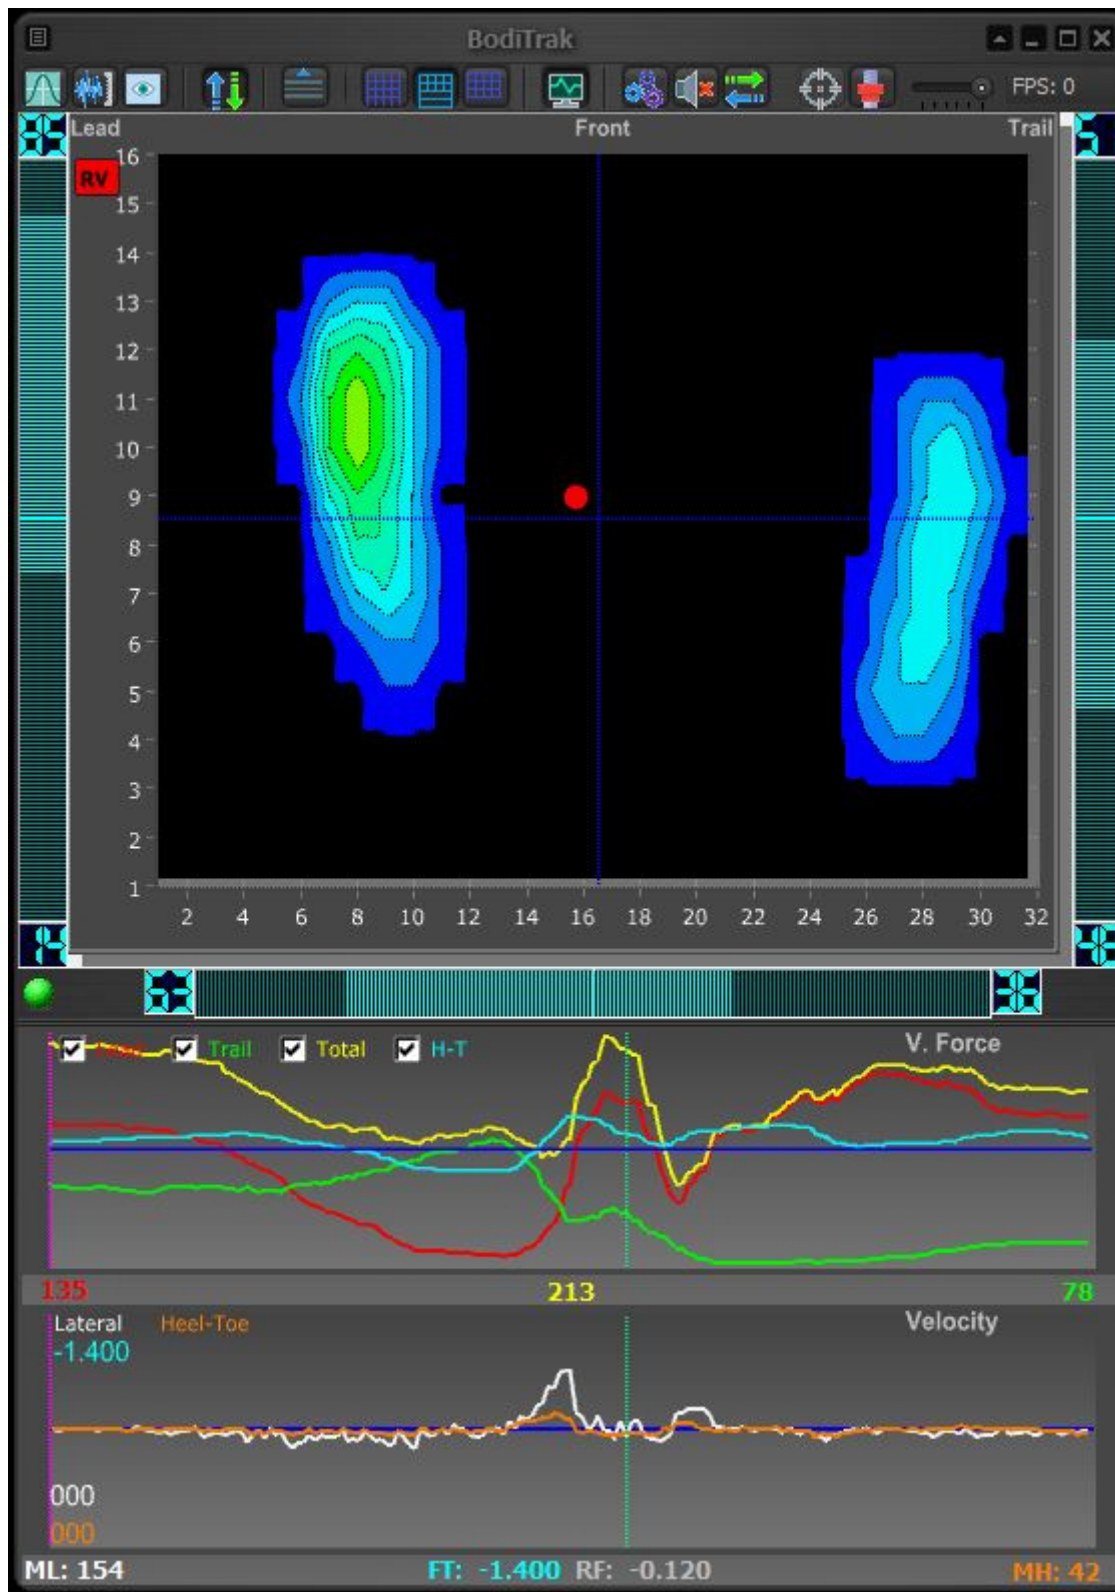 BodiTrak
FPS: 0
Lead Front Trail
RV
16
15
14
13
12
11
10
9
8
7
6
5
4
3
2
1
2 4 6 8 10 12 14 16 18 20 22 24 26 28 30 32
14
Trail Total H-T V. Force
135 213 78
Lateral Heel-Toe Velocity
-1.400
000
000
ML: 154 FT: -1.400 RF: -0.120 MH: 42